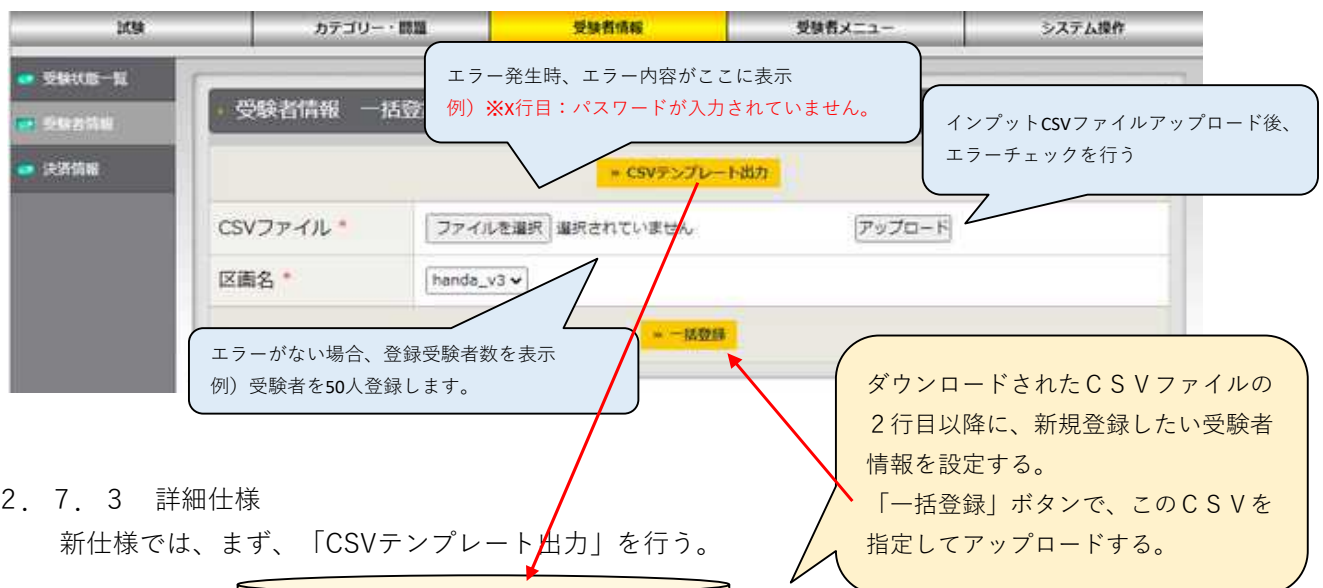 試験 カテゴリー・問題 受験者情報 受験者メニュー システム操作
受験状態一覧
受験者情報
決済情報
エラー発生時、エラー内容がここに表示
例）※X行目：パスワードが入力されていません。
受験者情報 一括登
インプットCSVファイルアップロード後、
エラーチェックを行う
» CSVテンプレート出力
CSVファイル * ファイルを選択 選択されていません アップロード
区画名 * handa_v3
» 一括登録
エラーがない場合、登録受験者数を表示
例）受験者を50人登録します。
ダウンロードされたＣＳＶファイルの
２行目以降に、新規登録したい受験者
情報を設定する。
「一括登録」ボタンで、このＣＳＶを
指定してアップロードする。
２．７．３　詳細仕様
新仕様では、まず、「CSVテンプレート出力」を行う。